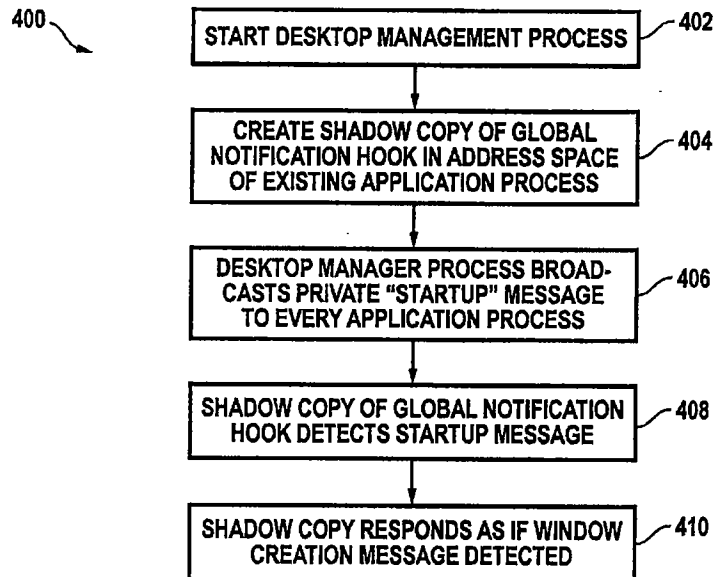 400
START DESKTOP MANAGEMENT PROCESS
402
CREATE SHADOW COPY OF GLOBAL
NOTIFICATION HOOK IN ADDRESS SPACE
OF EXISTING APPLICATION PROCESS
404
DESKTOP MANAGER PROCESS BROAD-
CASTS PRIVATE “STARTUP” MESSAGE
TO EVERY APPLICATION PROCESS
406
SHADOW COPY OF GLOBAL NOTIFICATION
HOOK DETECTS STARTUP MESSAGE
408
SHADOW COPY RESPONDS AS IF WINDOW
CREATION MESSAGE DETECTED
410